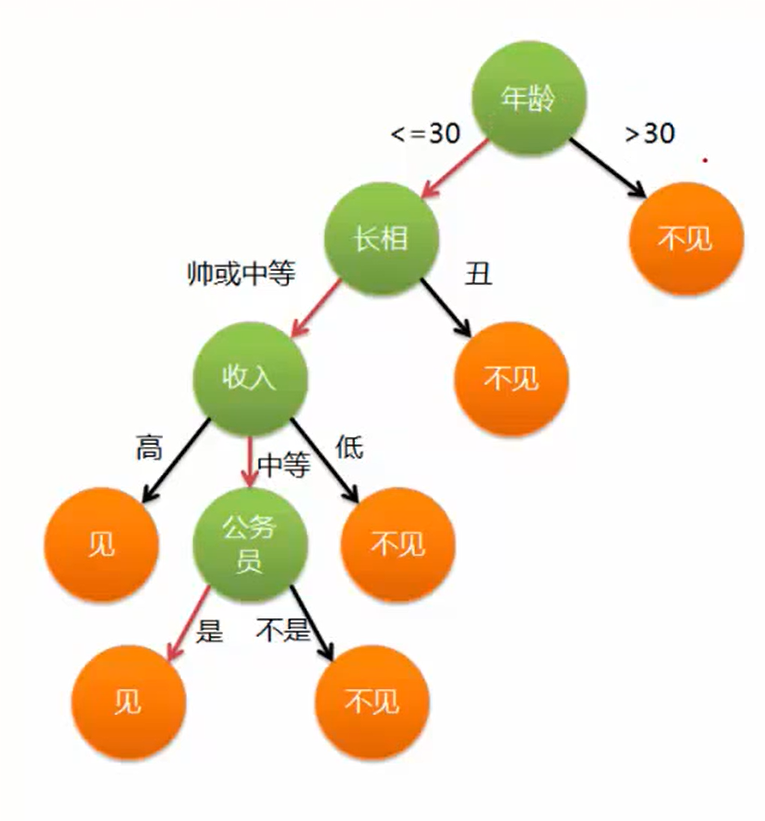 年龄
<=30
>30
长相
不见
帅或中等
丑
收入
不见
高
中等
低
见
公务
员
不见
是
不是
见
不见